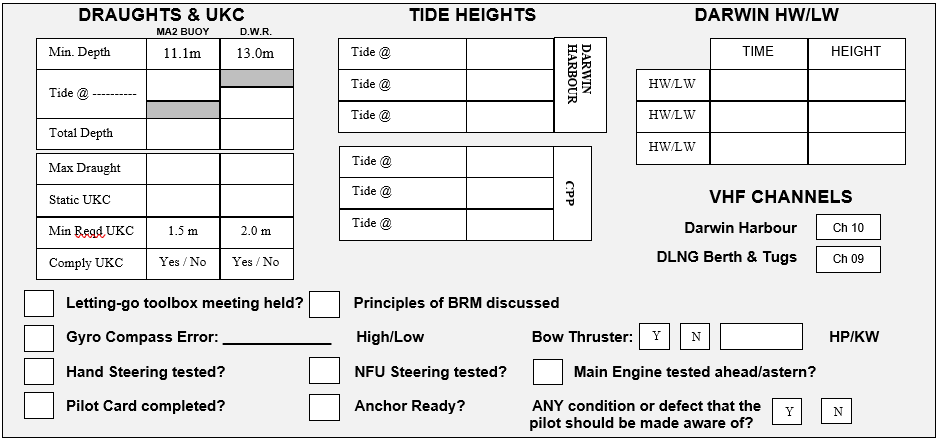 DRAUGHTS & UKC
MA2 BUOY D.W.R.
Min. Depth 11.1m 13.0m
Tide @ ----------
Total Depth
Max Draught
Static UKC
Min Reqd UKC 1.5 m 2.0 m
Comply UKC Yes / No Yes / No
TIDE HEIGHTS
Tide @
Tide @
Tide @
DARWIN
HARBOUR
Tide @
Tide @
Tide @
CPP
DARWIN HW/LW
TIME HEIGHT
HW/LW
HW/LW
HW/LW
VHF CHANNELS
Darwin Harbour Ch 10
DLNG Berth & Tugs Ch 09
Letting-go toolbox meeting held? Principles of BRM discussed
Gyro Compass Error: ______________ High/Low Bow Thruster: Y N HP/KW
Hand Steering tested? NFU Steering tested? Main Engine tested ahead/astern?
Pilot Card completed? Anchor Ready? ANY condition or defect that the
pilot should be made aware of? Y N